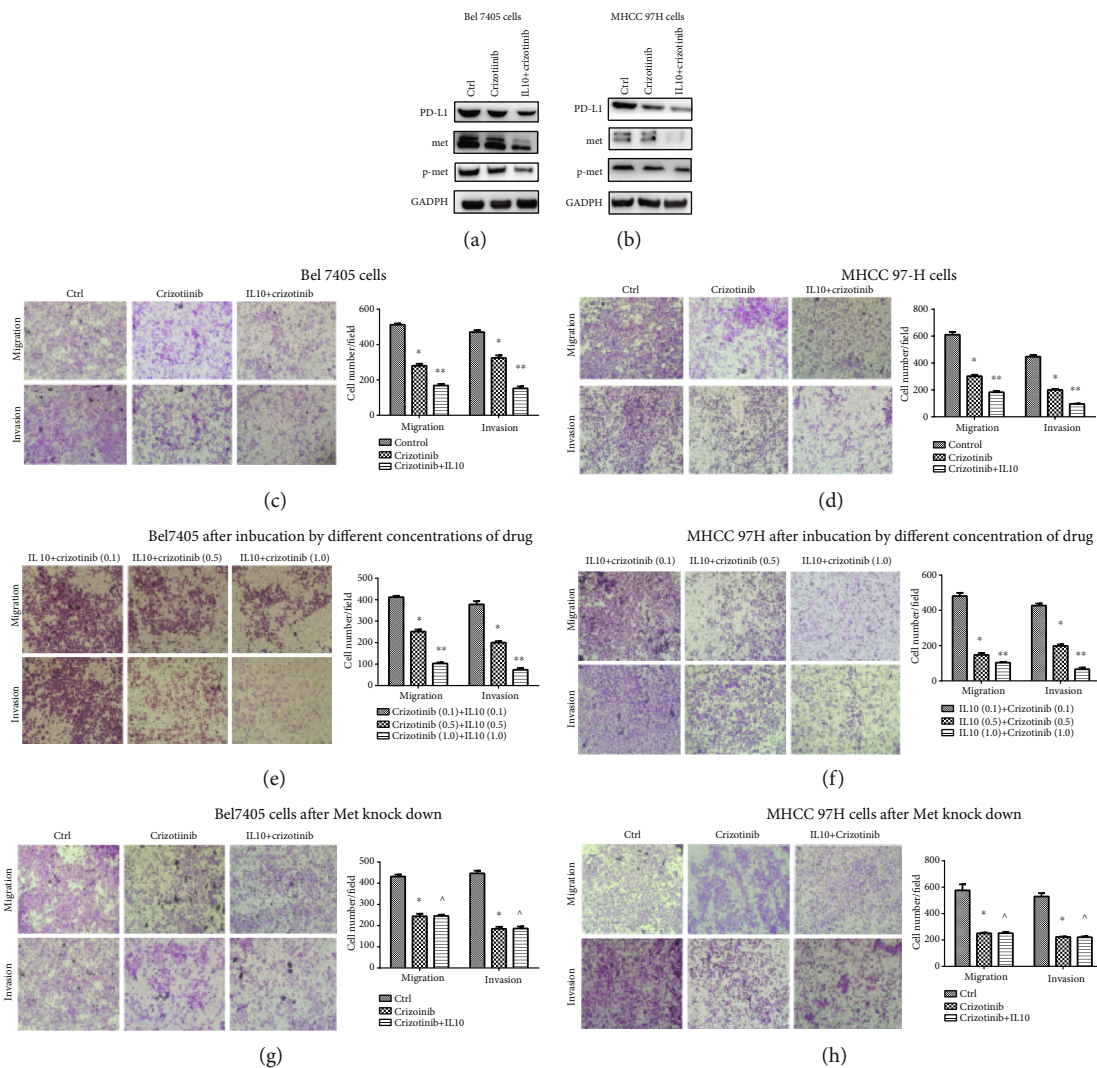 Bel 7405 cells
Ctrl
Crizotiinib
IL10+crizotinib
PD-L1
met
p-met
GADPH
(a)
MHCC 97H cells
Ctrl
Crizotinib
IL10+crizotinib
PD-L1
met
p-met
GADPH
(b)
Bel 7405 cells
Ctrl
Crizotiinib
IL10+crizotinib
Migration
Invasion
Cell number/field
600
400
200
0
* ** * **
Migration
Invasion
Control
Crizotinib
Crizotinib+IL10
(c)
MHCC 97-H cells
Ctrl
Crizotinib
IL10+crizotinib
Migration
Invasion
Cell number/field
800
600
400
200
0
* ** * **
Migration
Invasion
Control
Crizotinib
Crizotinib+IL10
(d)
Bel7405 after inbucation by different concentrations of drug
IL 10+crizotinib (0.1)
IL10+crizotinib (0.5)
IL10+crizotinib (1.0)
Migration
Invasion
Cell number/field
500
400
300
200
100
0
* ** * **
Migration
Invasion
Crizotinib (0.1)+IL10 (0.1)
Crizotinib (0.5)+IL10 (0.5)
Crizotinib (1.0)+IL10 (1.0)
(e)
MHCC 97H after inbucation by different concentration of drug
IL10+crizotinib (0.1)
IL10+crizotinib (0.5)
IL10+crizotinib (1.0)
Migration
Invasion
Cell number/field
600
400
200
0
* ** * **
Migration
Invasion
IL10 (0.1)+Crizotinib (0.1)
IL10 (0.5)+Crizotinib (0.5)
IL10 (1.0)+Crizotinib (1.0)
(f)
Bel7405 cells after Met knock down
Ctrl
Crizotiinib
IL10+crizotinib
Migration
Invasion
Cell number/field
500
400
300
200
100
0
* ^ * ^
Migration
Invasion
Ctrl
Crizoinib
Crizotinib+IL10
(g)
MHCC 97H cells after Met knock down
Ctrl
Crizotinib
IL10+Crizotinib
Migration
Invasion
Cell number/field
800
600
400
200
0
* ^ * ^
Migration
Invasion
Ctrl
Crizotinib
Crizotinib+IL10
(h)